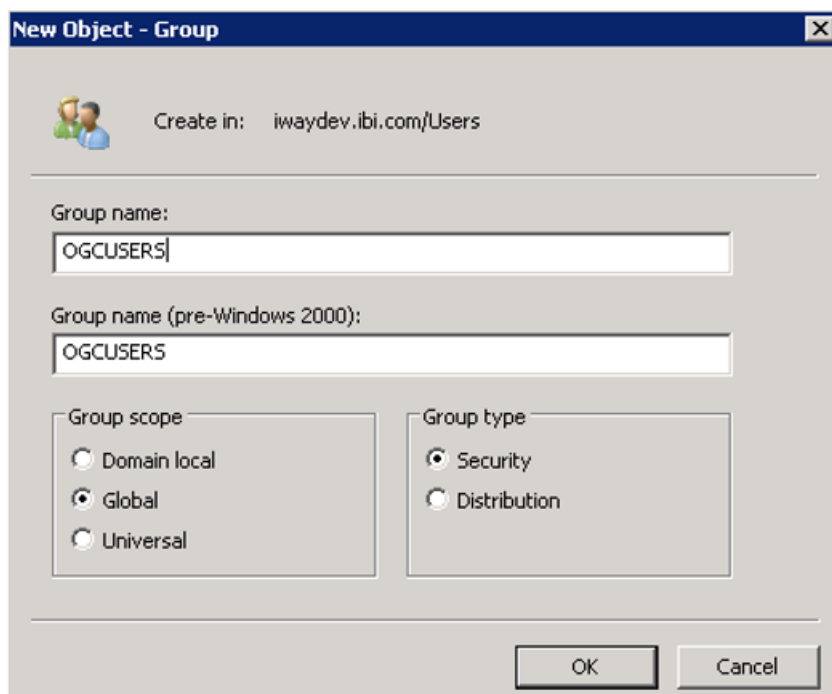 New Object - Group
Create in: iwaydev.ibi.com/Users
Group name:
OGCUSERS
Group name (pre-Windows 2000):
OGCUSERS
Group scope
Domain local
Global
Universal
Group type
Security
Distribution
OK
Cancel